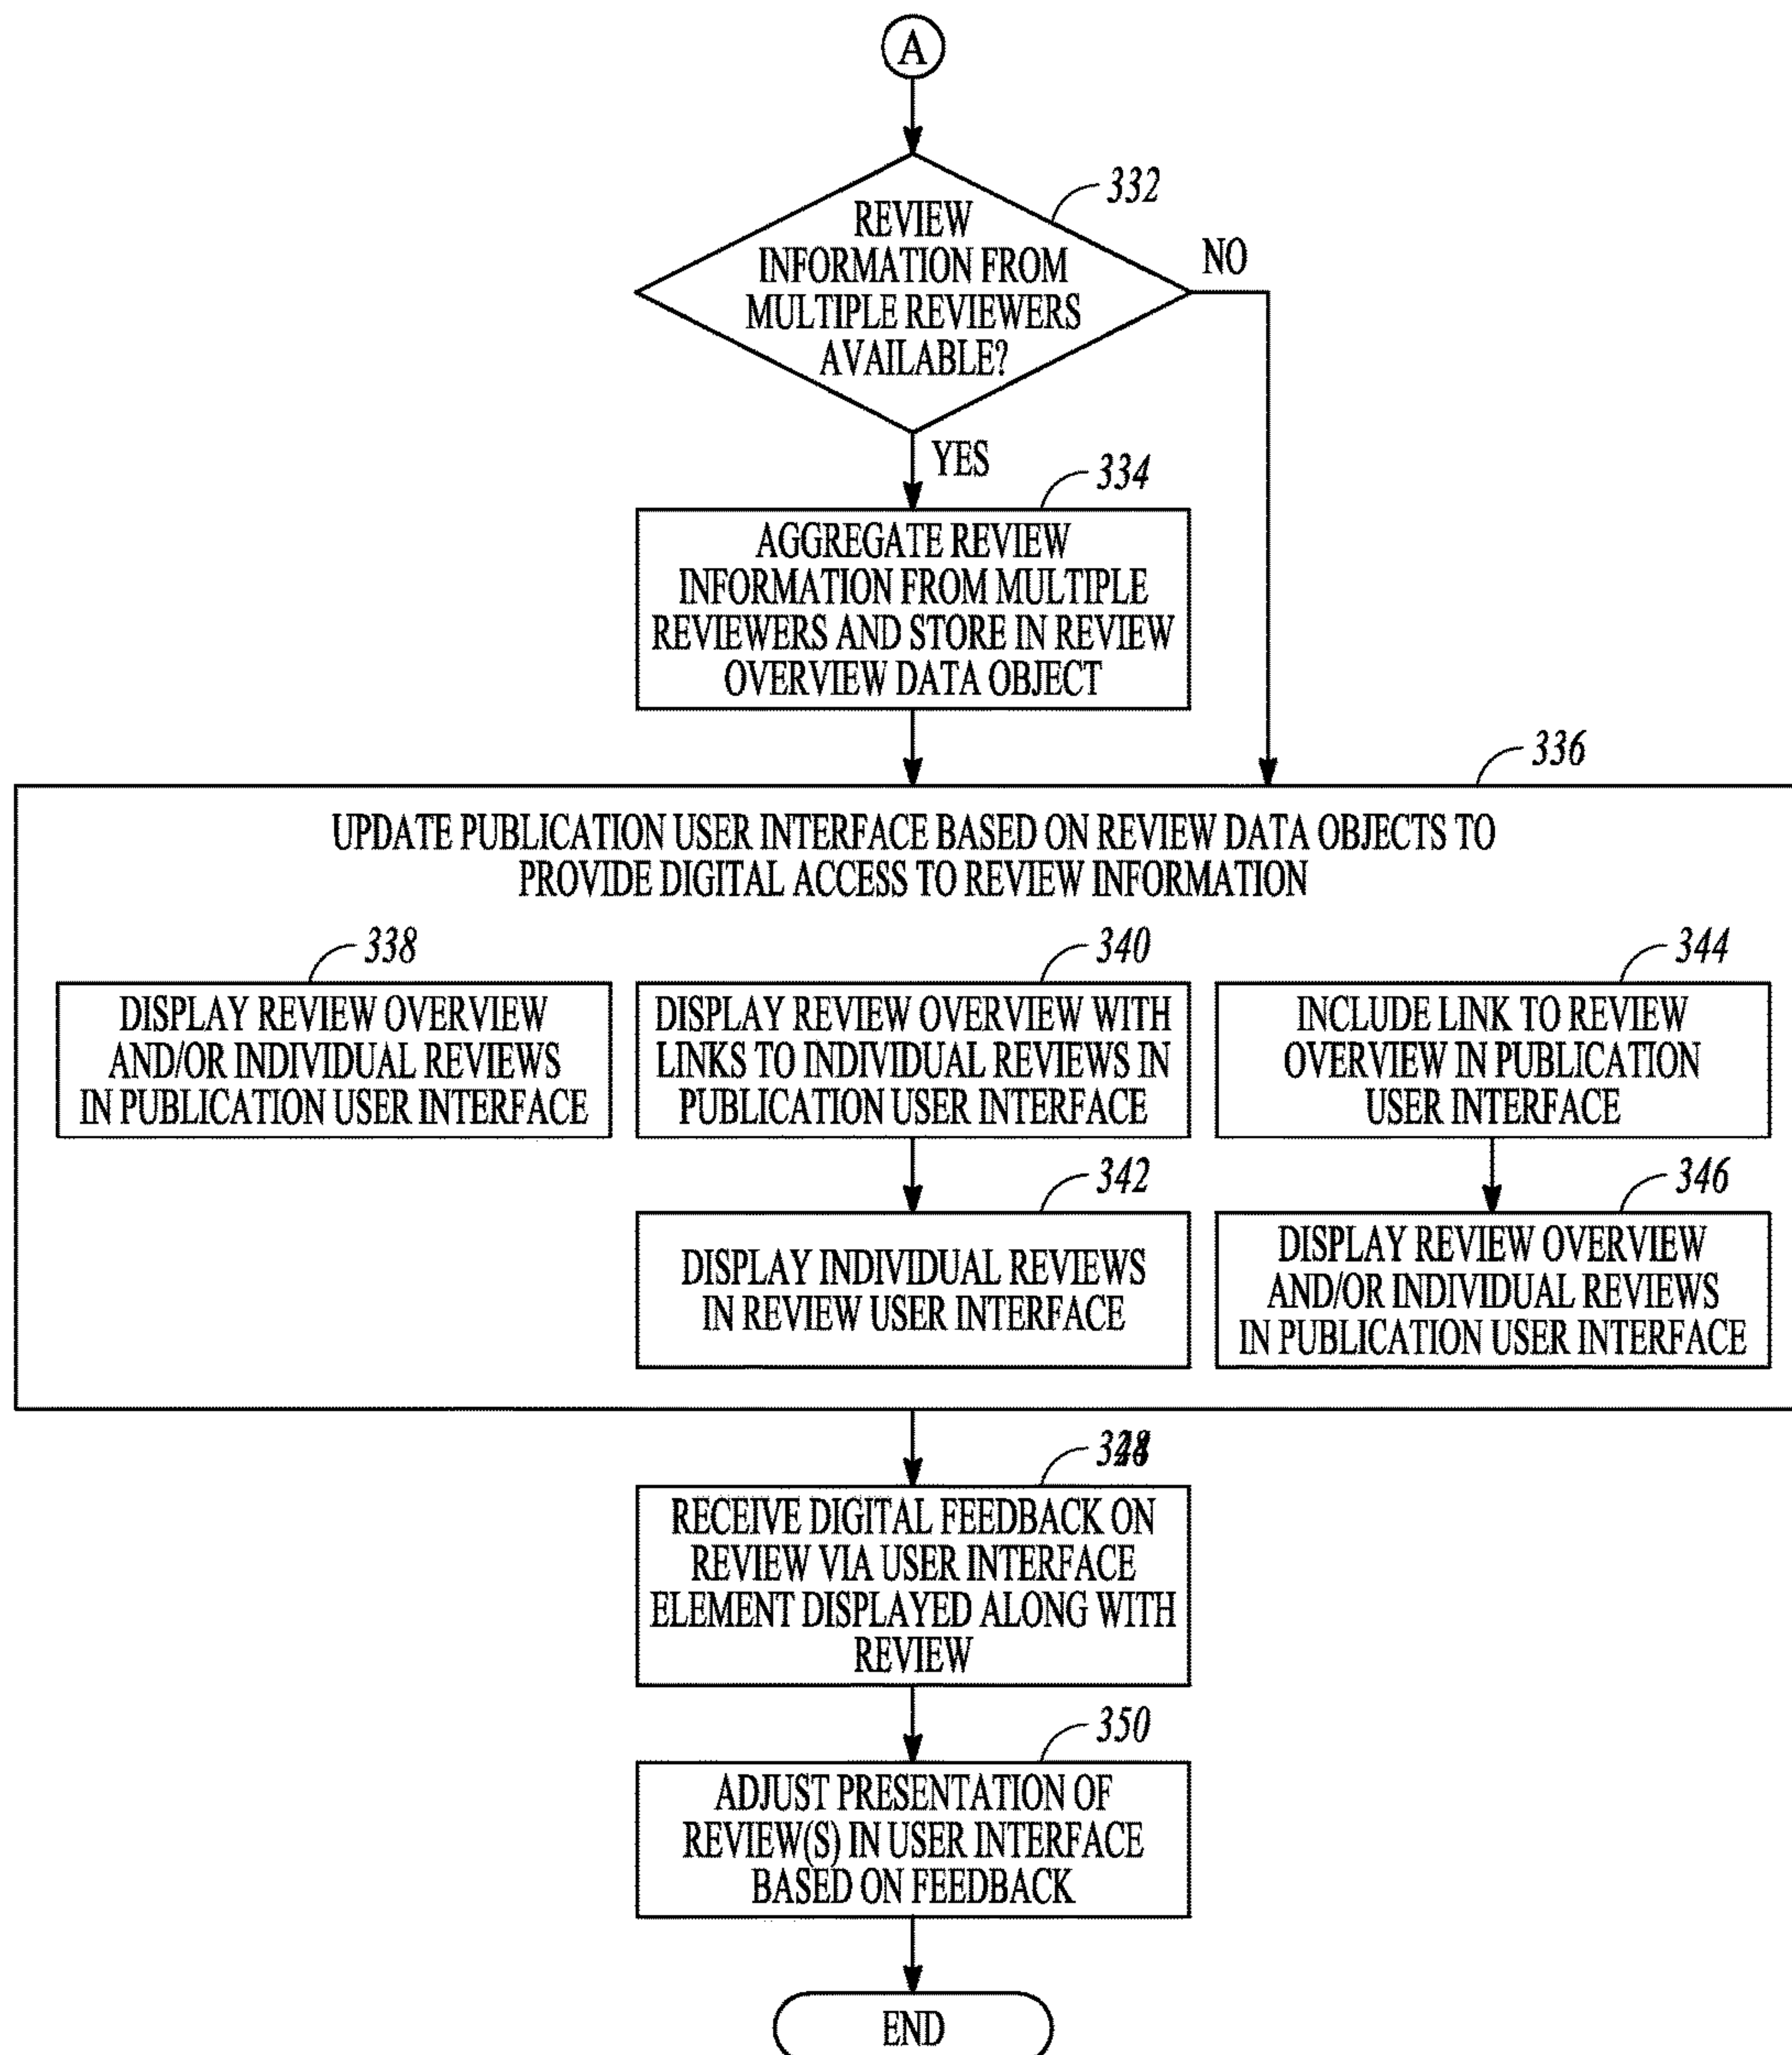 A
332
REVIEW
INFORMATION FROM
MULTIPLE REVIEWERS
AVAILABLE?
NO
YES
334
AGGREGATE REVIEW
INFORMATION FROM MULTIPLE
REVIEWERS AND STORE IN REVIEW
OVERVIEW DATA OBJECT
336
UPDATE PUBLICATION USER INTERFACE BASED ON REVIEW DATA OBJECTS TO
PROVIDE DIGITAL ACCESS TO REVIEW INFORMATION
338
DISPLAY REVIEW OVERVIEW
AND/OR INDIVIDUAL REVIEWS
IN PUBLICATION USER INTERFACE
340
DISPLAY REVIEW OVERVIEW WITH
LINKS TO INDIVIDUAL REVIEWS IN
PUBLICATION USER INTERFACE
344
INCLUDE LINK TO REVIEW
OVERVIEW IN PUBLICATION
USER INTERFACE
342
DISPLAY INDIVIDUAL REVIEWS
IN REVIEW USER INTERFACE
346
DISPLAY REVIEW OVERVIEW
AND/OR INDIVIDUAL REVIEWS
IN PUBLICATION USER INTERFACE
RECEIVE DIGITAL FEEDBACK ON
REVIEW VIA USER INTERFACE
ELEMENT DISPLAYED ALONG WITH
REVIEW
350
ADJUST PRESENTATION OF
REVIEW(S) IN USER INTERFACE
BASED ON FEEDBACK
END